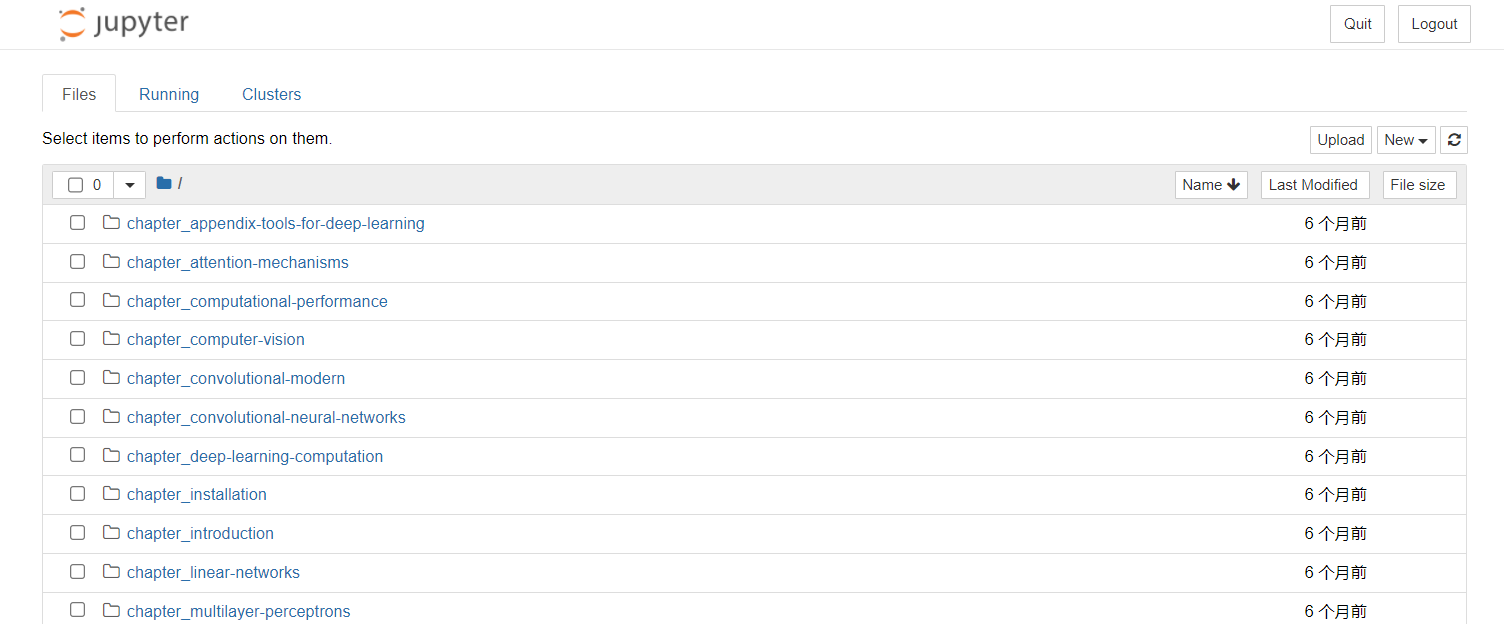 jupyter Quit Logout
Files Running Clusters
Select items to perform actions on them. Upload New
0 / Name Last Modified File size
chapter_appendix-tools-for-deep-learning 6 个月前
chapter_attention-mechanisms 6 个月前
chapter_computational-performance 6 个月前
chapter_computer-vision 6 个月前
chapter_convolutional-modern 6 个月前
chapter_convolutional-neural-networks 6 个月前
chapter_deep-learning-computation 6 个月前
chapter_installation 6 个月前
chapter_introduction 6 个月前
chapter_linear-networks 6 个月前
chapter_multilayer-perceptrons 6 个月前